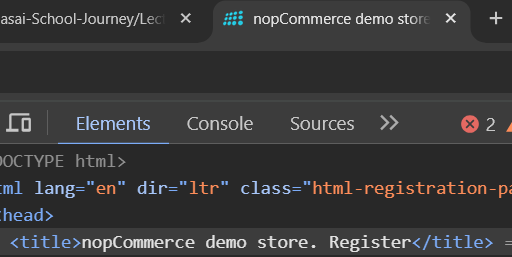 asai-School-Journey/Lect nopCommerce demo store
Elements Console Sources 2
DOCTYPE html>
tml lang="en" dir="ltr" class="html-registration-pa
head>
<title>nopCommerce demo store. Register</title> =